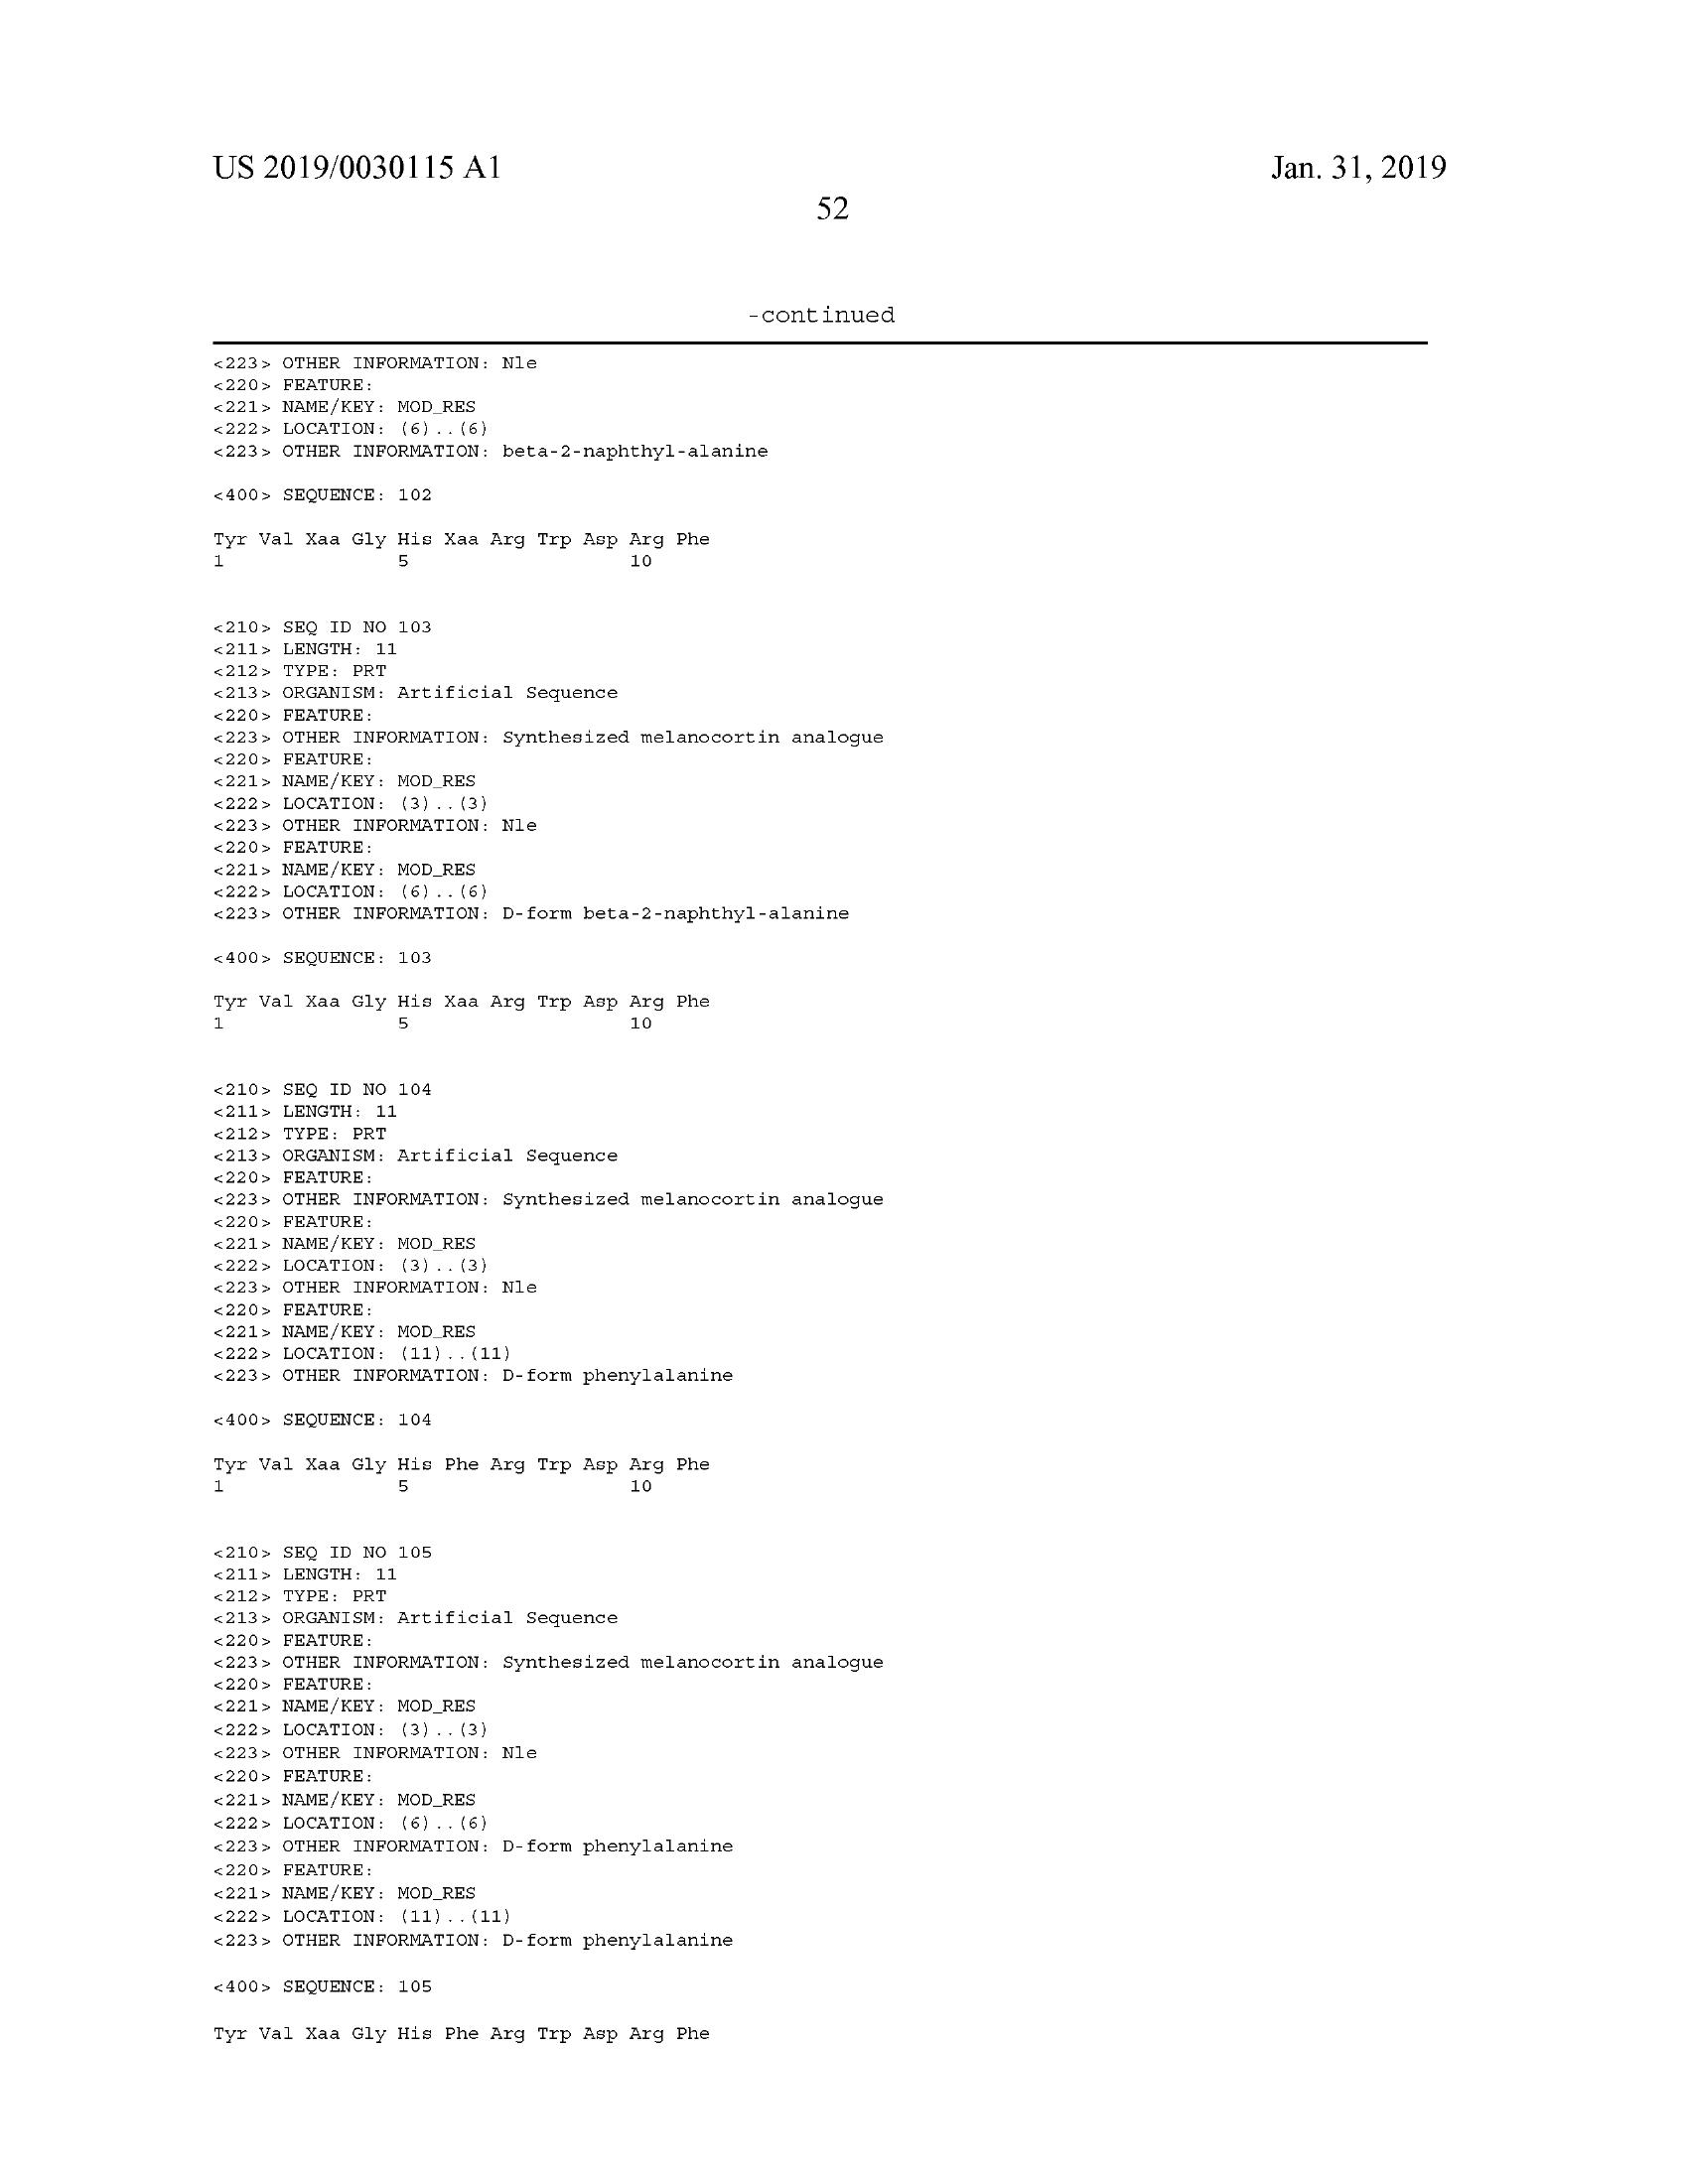 US 2019/0030115 A1
Jan. 31, 2019
52
-continued
<223> OTHER INFORMATION: Nle
<220> FEATURE:
<221> NAME/KEY: MOD_RES
<222> LOCATION: (6)..(6)
<223> OTHER INFORMATION: beta-2-naphthyl-alanine
<400> SEQUENCE: 102
Tyr Val Xaa Gly His Xaa Arg Trp Asp Arg Phe
1 5 10
<210> SEQ ID NO 103
<211> LENGTH: 11
<212> TYPE: PRT
<213> ORGANISM: Artificial Sequence
<220> FEATURE:
<223> OTHER INFORMATION: Synthesized melanocortin analogue
<220> FEATURE:
<221> NAME/KEY: MOD_RES
<222> LOCATION: (3)..(3)
<223> OTHER INFORMATION: Nle
<220> FEATURE:
<221> NAME/KEY: MOD_RES
<222> LOCATION: (6)..(6)
<223> OTHER INFORMATION: D-form beta-2-naphthyl-alanine
<400> SEQUENCE: 103
Tyr Val Xaa Gly His Xaa Arg Trp Asp Arg Phe
1 5 10
<210> SEQ ID NO 104
<211> LENGTH: 11
<212> TYPE: PRT
<213> ORGANISM: Artificial Sequence
<220> FEATURE:
<223> OTHER INFORMATION: Synthesized melanocortin analogue
<220> FEATURE:
<221> NAME/KEY: MOD_RES
<222> LOCATION: (3)..(3)
<223> OTHER INFORMATION: Nle
<220> FEATURE:
<221> NAME/KEY: MOD_RES
<222> LOCATION: (11)..(11)
<223> OTHER INFORMATION: D-form phenylalanine
<400> SEQUENCE: 104
Tyr Val Xaa Gly His Phe Arg Trp Asp Arg Phe
1 5 10
<210> SEQ ID NO 105
<211> LENGTH: 11
<212> TYPE: PRT
<213> ORGANISM: Artificial Sequence
<220> FEATURE:
<223> OTHER INFORMATION: Synthesized melanocortin analogue
<220> FEATURE:
<221> NAME/KEY: MOD_RES
<222> LOCATION: (3)..(3)
<223> OTHER INFORMATION: Nle
<220> FEATURE:
<221> NAME/KEY: MOD_RES
<222> LOCATION: (6)..(6)
<223> OTHER INFORMATION: D-form phenylalanine
<220> FEATURE:
<221> NAME/KEY: MOD_RES
<222> LOCATION: (11)..(11)
<223> OTHER INFORMATION: D-form phenylalanine
<400> SEQUENCE: 105
Tyr Val Xaa Gly His Phe Arg Trp Asp Arg Phe